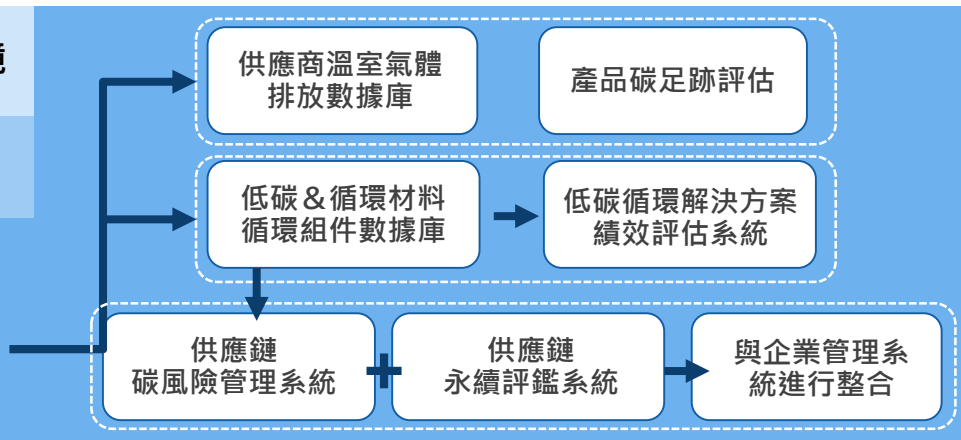 供應商溫室氣體
排放數據庫
產品碳足跡評估
低碳＆循環材料
循環組件數據庫
低碳循環解決方案
績效評估系統
供應鏈
碳風險管理系統
供應鏈
永續評鑑系統
與企業管理系
統進行整合